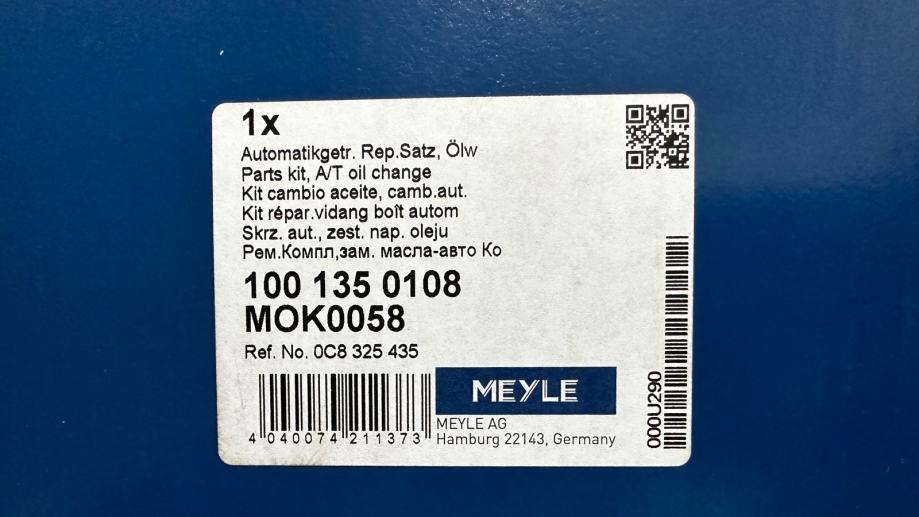 1x
Automatikgetr. Rep.Satz, Ölw
Parts kit, A/T oil change
Kit cambio aceite, camb.aut.
Kit répar.vidang boît autom
Skrz. aut., zest. nap. oleju
Рем.Компл,зам. масла-авто Ко
100 135 0108
MOK0058
Ref. No. 0C8 325 435
MEYLE
MEYLE AG
Hamburg 22143, Germany
4 040074 211373
000U290